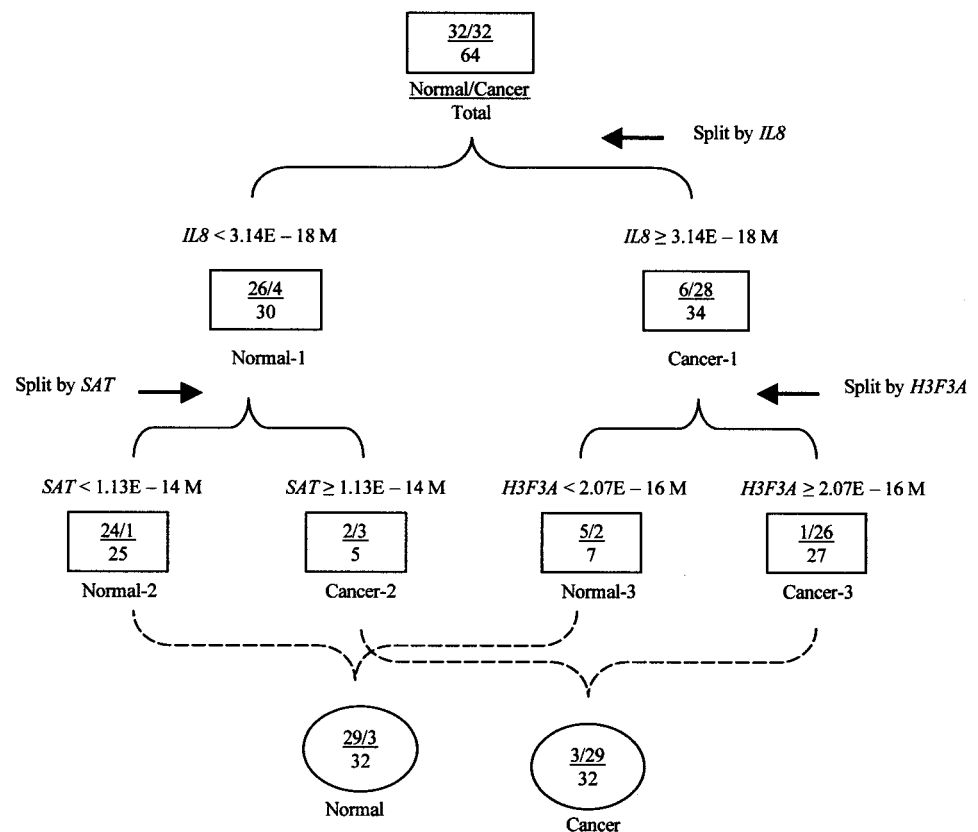 32/32
64
Normal/Cancer
Total
Split by IL8
IL8 < 3.14E – 18 M
IL8 ≥ 3.14E – 18 M
26/4
30
6/28
34
Normal-1
Cancer-1
Split by SAT
Split by H3F3A
SAT < 1.13E – 14 M
SAT ≥ 1.13E – 14 M
H3F3A < 2.07E – 16 M
H3F3A ≥ 2.07E – 16 M
24/1
25
2/3
5
5/2
7
1/26
27
Normal-2
Cancer-2
Normal-3
Cancer-3
29/3
32
3/29
32
Normal
Cancer